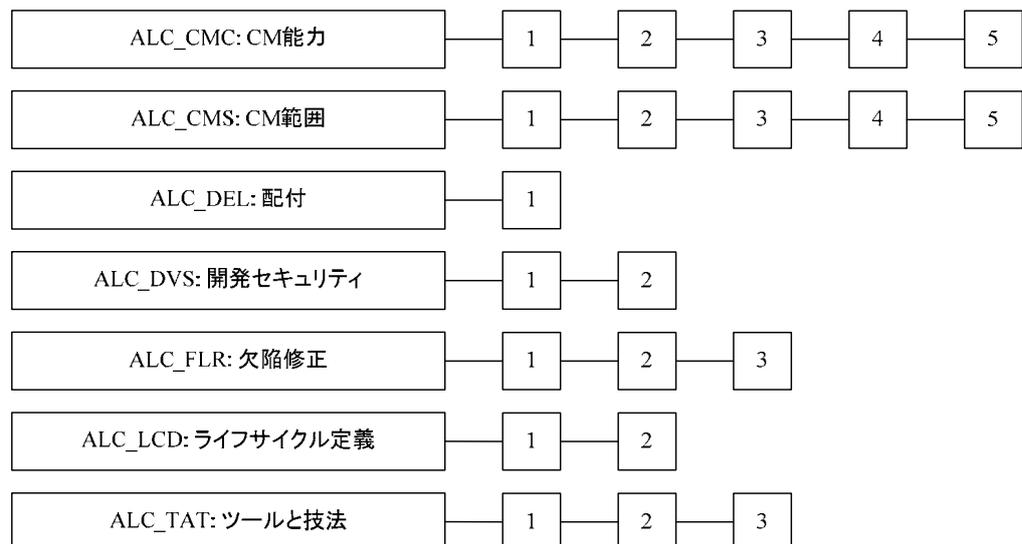 ALC_CMC: CM能力 1 2 3 4 5
ALC_CMS: CM範囲 1 2 3 4 5
ALC_DEL: 配付 1
ALC_DVS: 開発セキュリティ 1 2
ALC_FLR: 欠陥修正 1 2 3
ALC_LCD: ライフサイクル定義 1 2
ALC_TAT: ツールと技法 1 2 3